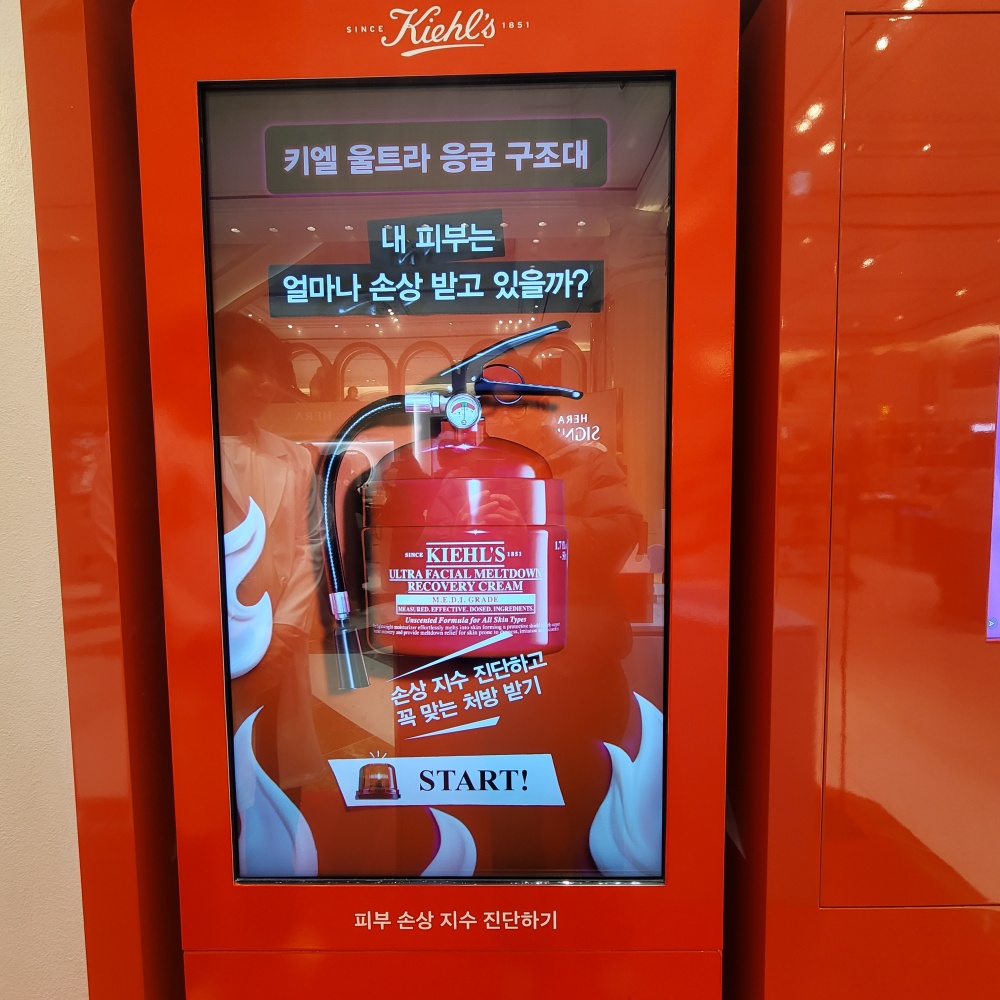 SINCE Kiehl's 1851
키엘 울트라 응급 구조대
내 피부는
얼마나 손상 받고 있을까?
HERA
SINCE KIEHL'S 1851
ULTRA FACIAL MELTDOWN
RECOVERY CREAM
M.E.D.I. GRADE
MEASURED. EFFECTIVE. DOSED. INGREDIENTS.
Unscented Formula for All Skin Types
손상 지수 진단하고
꼭 맞는 처방 받기
START!
피부 손상 지수 진단하기